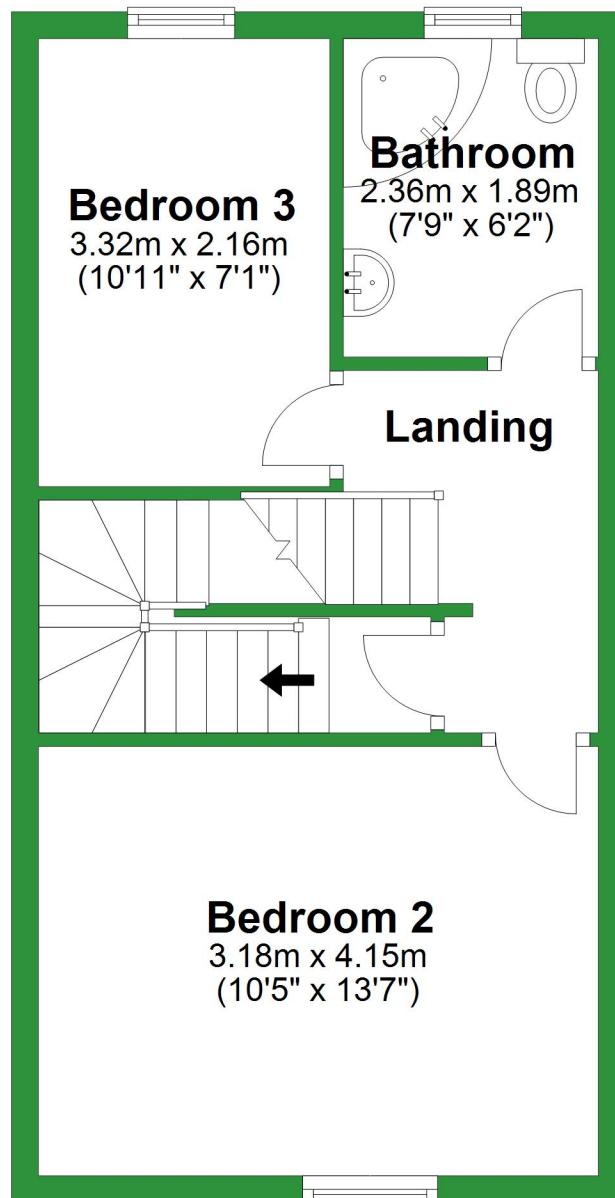 Bedroom 3
3.32m x 2.16m
(10'11" x 7'1")
Bathroom
2.36m x 1.89m
(7'9" x 6'2")
Landing
Bedroom 2
3.18m x 4.15m
(10'5" x 13'7")